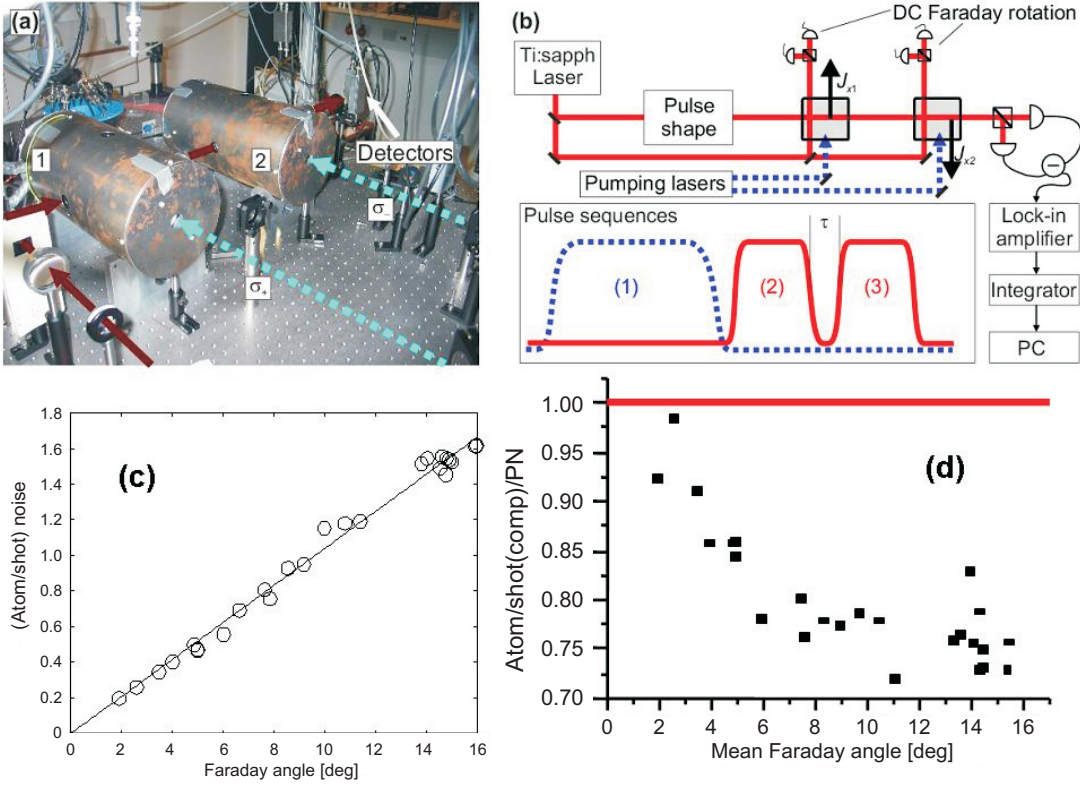 (a)
1
2
Detectors
σ₋
σ₊
(b)
DC Faraday rotation
Ti:sapph
Laser
Pulse
shape
Jx1
Jx2
Pumping lasers
Pulse sequences
τ
(1)
(2)
(3)
Lock-in
amplifier
Integrator
PC
(c)
(Atom/shot) noise
1.8
1.6
1.4
1.2
1.0
0.8
0.6
0.4
0.2
0.0
0 2 4 6 8 10 12 14 16
Faraday angle [deg]
(d)
Atom/shot(comp)/PN
1.00
0.95
0.90
0.85
0.80
0.75
0.70
0 2 4 6 8 10 12 14 16
Mean Faraday angle [deg]